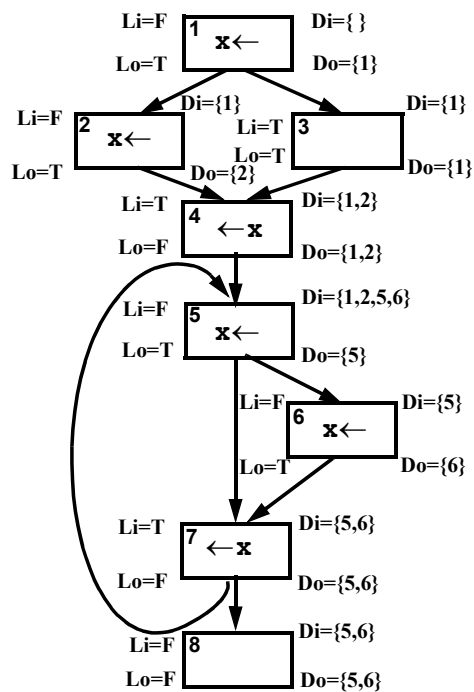 Li=F 1 Di={ }
x←
Lo=T Do={1}
Li=F 2 Di={1}
x←
Lo=T Do={2}
Li=T 3 Di={1}
Lo=T Do={1}
Li=T 4 Di={1,2}
←x
Lo=F Do={1,2}
Li=F 5 Di={1,2,5,6}
x←
Lo=T Do={5}
Li=F 6 Di={5}
x←
Lo=T Do={6}
Li=T 7 Di={5,6}
←x
Lo=F Do={5,6}
Li=F 8 Di={5,6}
Lo=F Do={5,6}